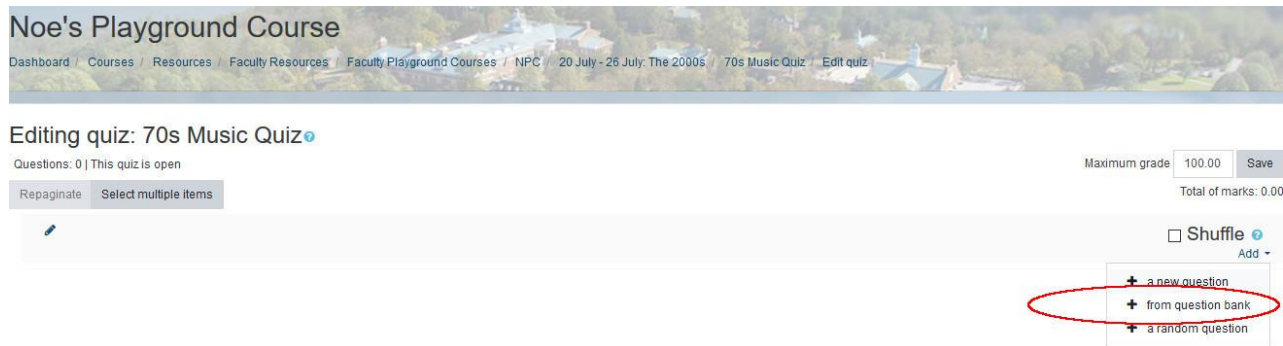 Noe's Playground Course
Dashboard / Courses / Resources / Faculty Resources / Faculty Playground Courses / NPC / 20 July - 26 July: The 2000s / 70s Music Quiz / Edit quiz
Editing quiz: 70s Music Quiz
Questions: 0 | This quiz is open
Maximum grade 100.00 Save
Repaginate Select multiple items
Total of marks: 0.00
Shuffle
Add
+ a new question
+ from question bank
+ a random question